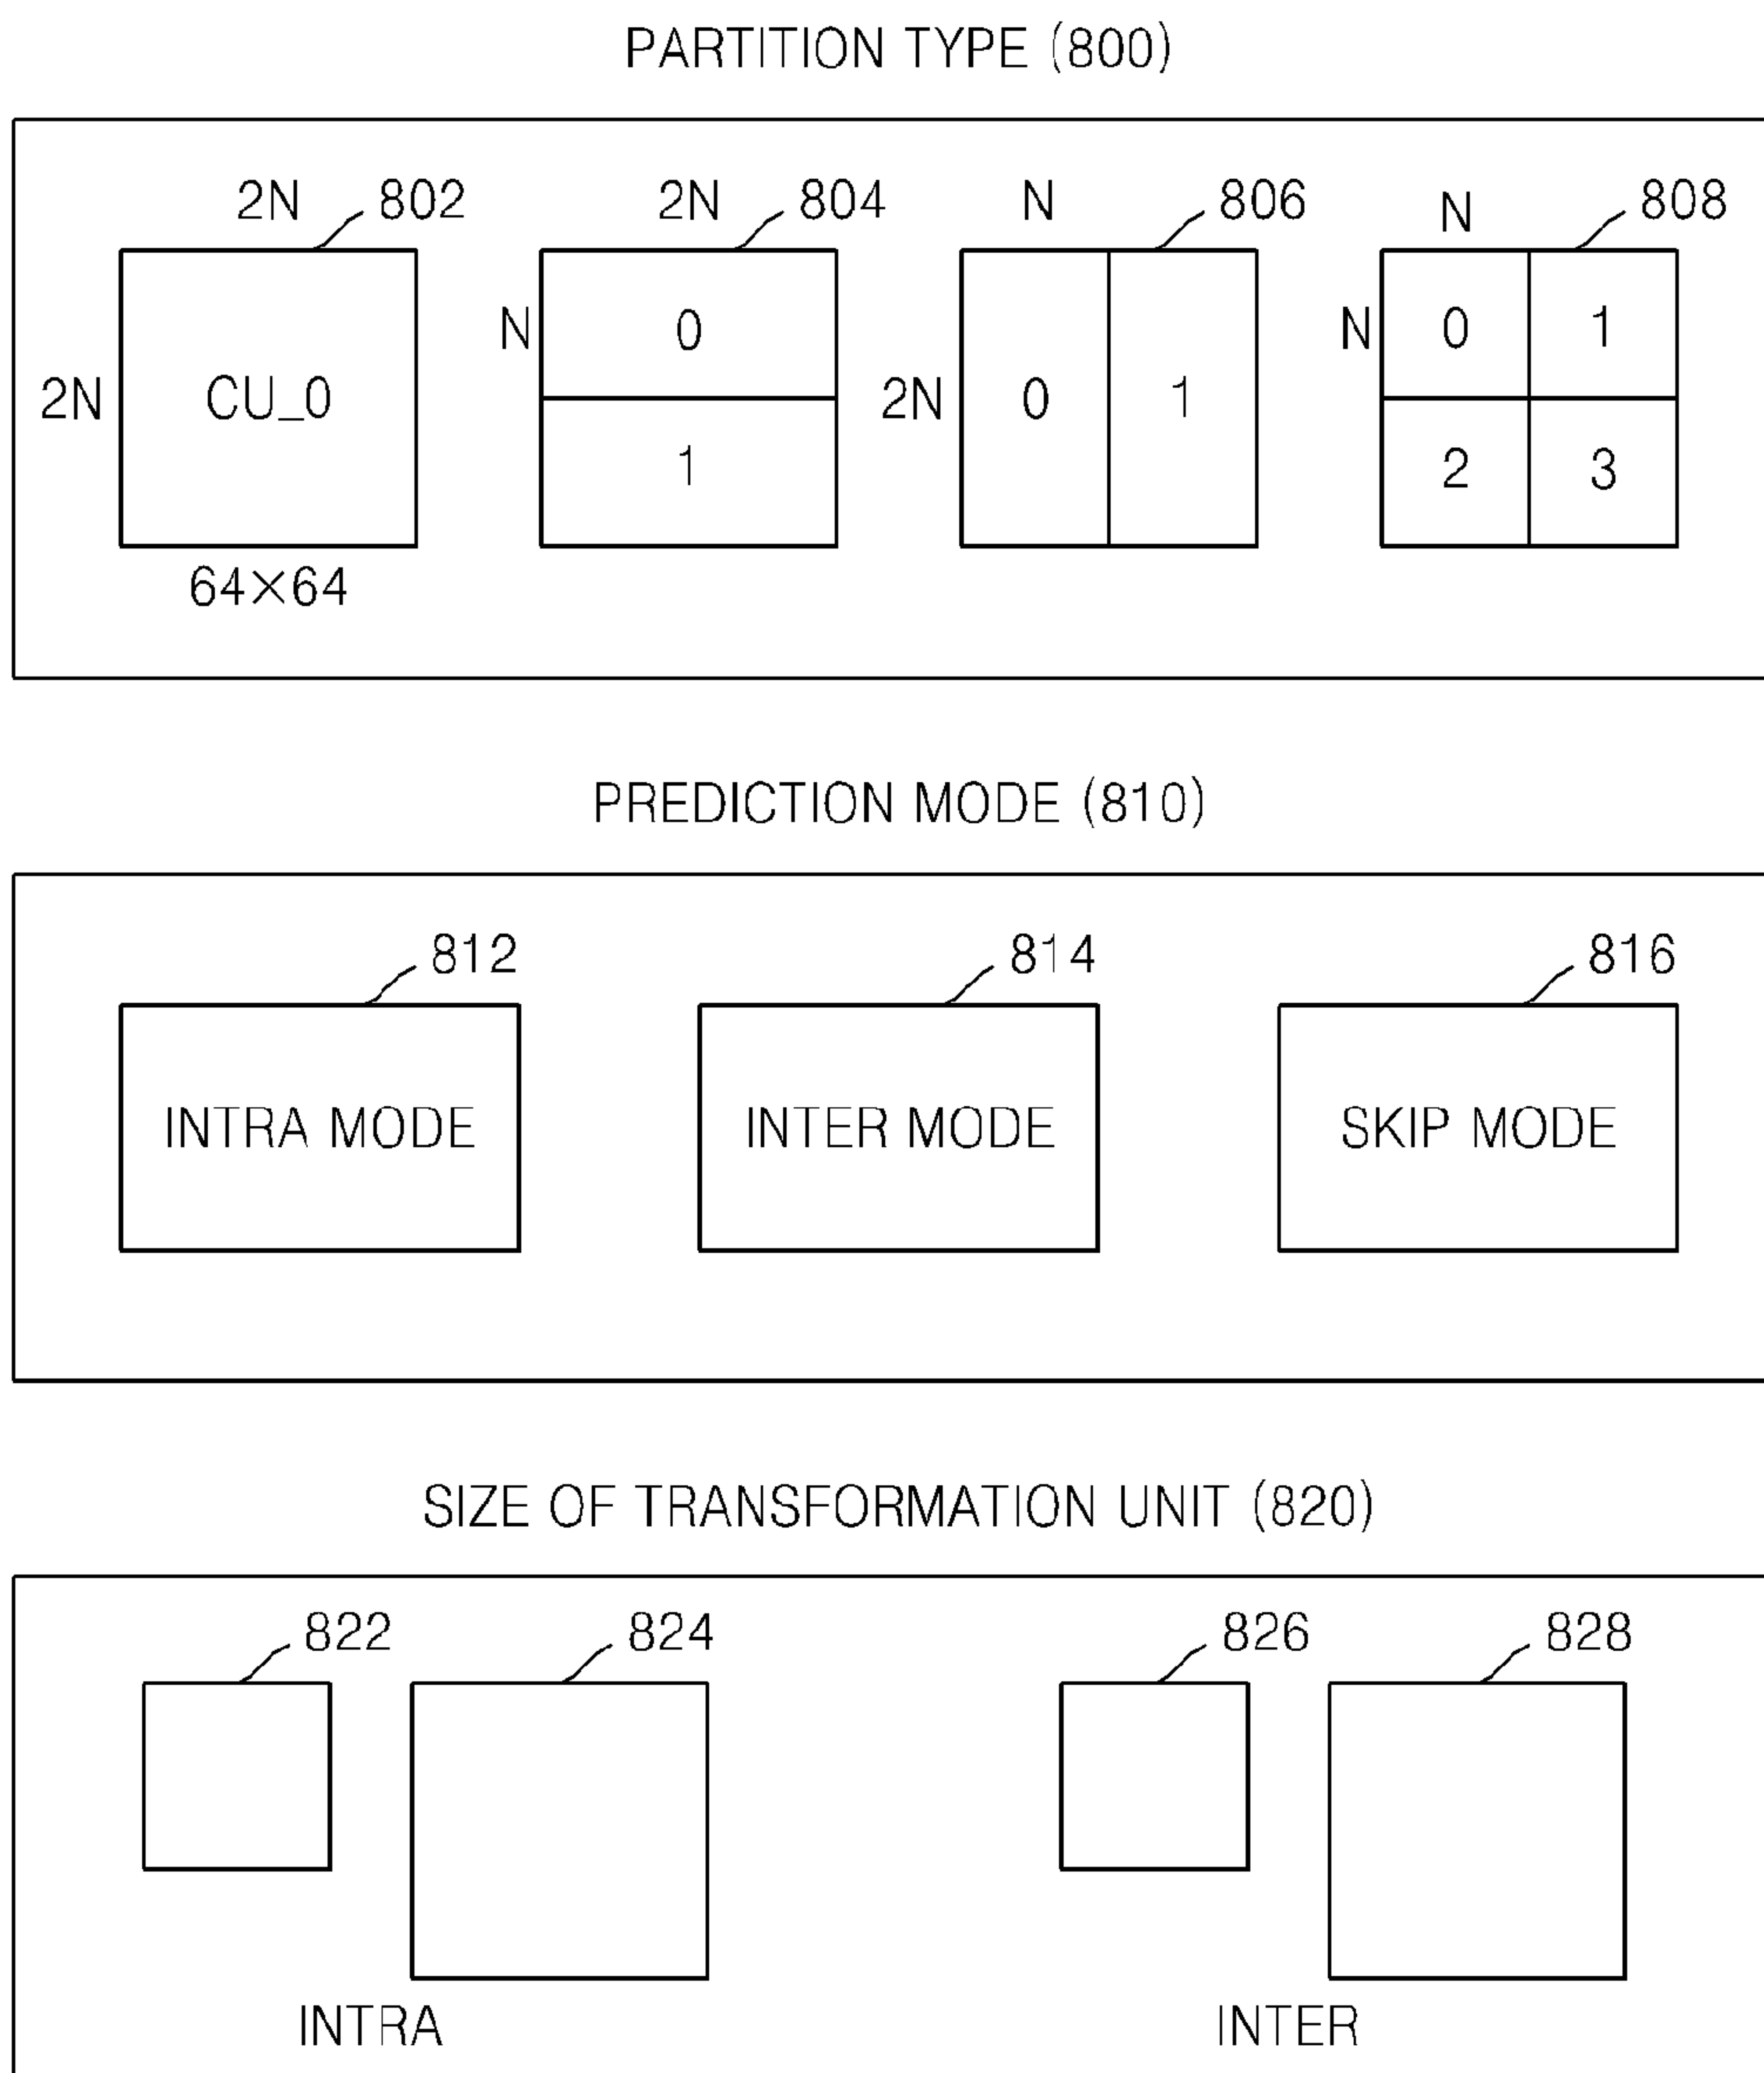 PARTITION TYPE (800)
2N 802 2N 804 N 806 N 808
N 0 N 0 1
2N CU_0 2N 0 1
1 2 3
64×64
PREDICTION MODE (810)
812 814 816
INTRA MODE INTER MODE SKIP MODE
SIZE OF TRANSFORMATION UNIT (820)
822 824 826 828
INTRA INTER